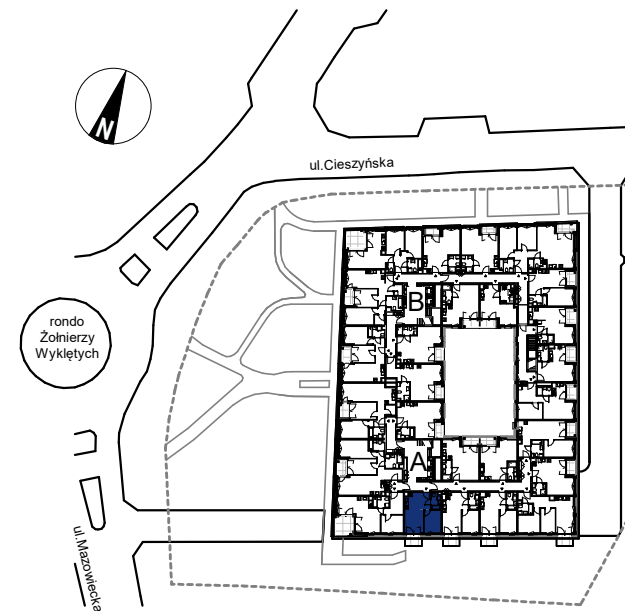 N
ul.Cieszyńska
B
rondo
Żołnierzy
Wyklętych
A
ul.Mazowiecka